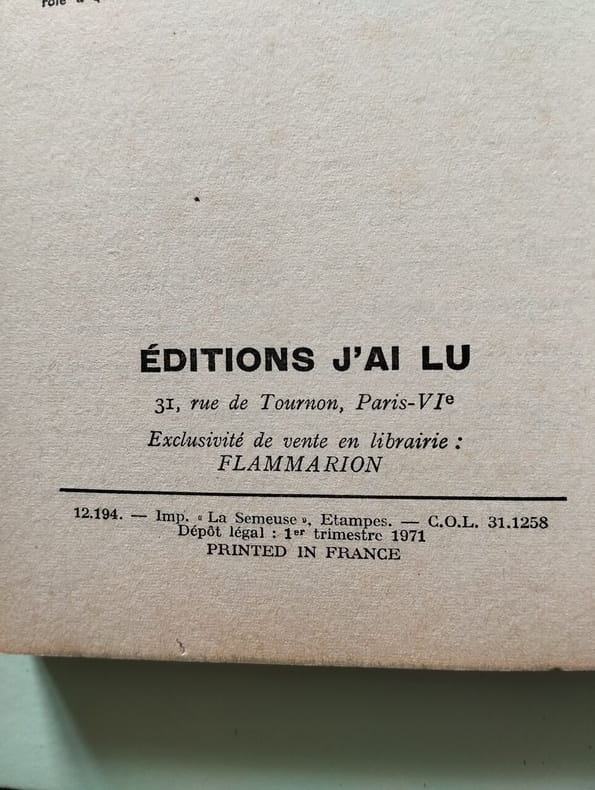 ÉDITIONS J'AI LU
31, rue de Tournon, Paris-VIe
Exclusivité de vente en librairie :
FLAMMARION
12.194. — Imp. « La Semeuse », Etampes. — C.O.L. 31.1258
Dépôt légal : 1er trimestre 1971
PRINTED IN FRANCE